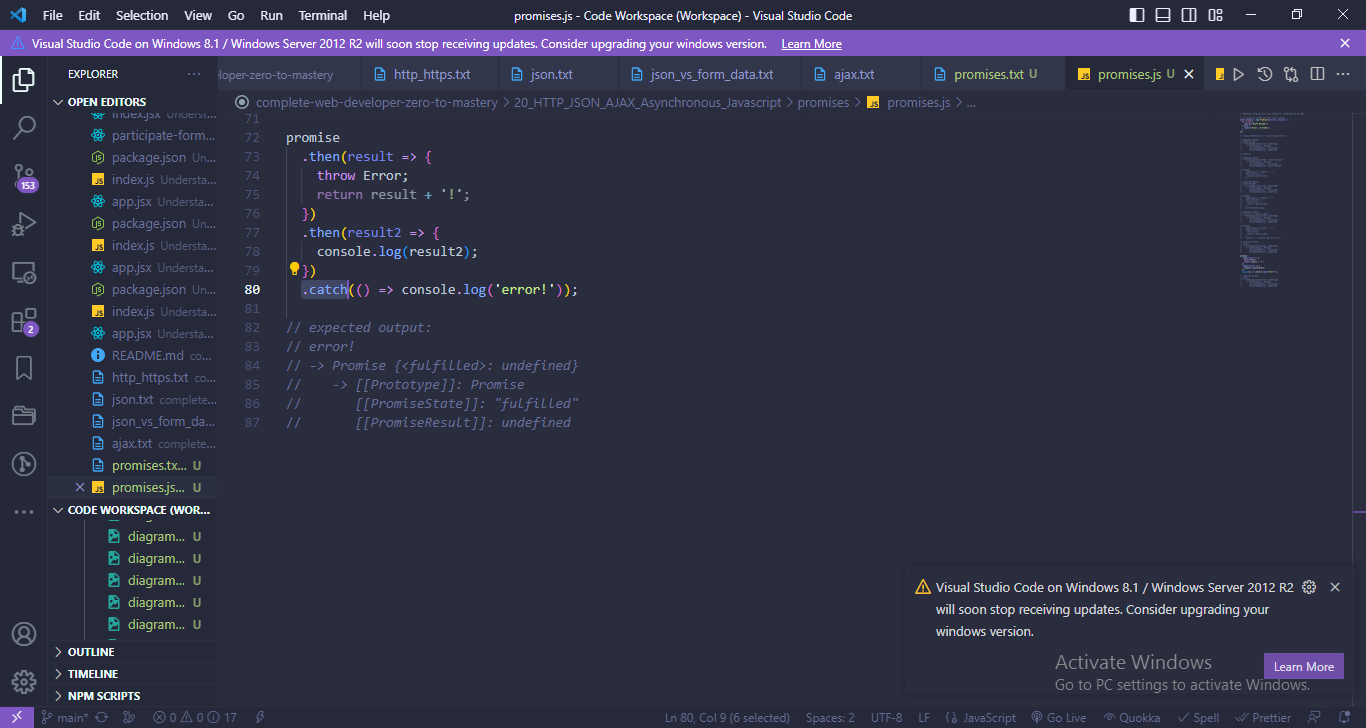 File Edit Selection View Go Run Terminal Help
promises.js - Code Workspace (Workspace) - Visual Studio Code
Visual Studio Code on Windows 8.1 / Windows Server 2012 R2 will soon stop receiving updates. Consider upgrading your windows version. Learn More
EXPLORER
loper-zero-to-mastery http_https.txt json.txt json_vs_form_data.txt ajax.txt promises.txt U promises.js U
OPEN EDITORS
complete-web-developer-zero-to-mastery > 20_HTTP_JSON_AJAX_Asynchronous_Javascript > promises > promises.js > ...
index.jsx Underst...
participate-form...
package.json Un...
index.js Understa...
app.jsx Understa...
package.json Un...
index.js Understa...
app.jsx Understa...
package.json Un...
index.js Understa...
app.jsx Understa...
README.md co...
http_https.txt co...
json.txt complete...
json_vs_form_da...
ajax.txt complete...
promises.tx... U
promises.js... U
CODE WORKSPACE (WOR...
diagram... U
diagram... U
diagram... U
diagram... U
diagram... U
OUTLINE
TIMELINE
NPM SCRIPTS
153
2
71
72 promise
73 .then(result => {
74 throw Error;
75 return result + '!';
76 })
77 .then(result2 => {
78 console.log(result2);
79 })
80 .catch(() => console.log('error!'));
81
82 // expected output:
83 // error!
84 // -> Promise {<fulfilled>: undefined}
85 // -> [[Prototype]]: Promise
86 // [[PromiseState]]: "fulfilled"
87 // [[PromiseResult]]: undefined
Visual Studio Code on Windows 8.1 / Windows Server 2012 R2
will soon stop receiving updates. Consider upgrading your
windows version.
Learn More
Activate Windows
Go to PC settings to activate Windows.
main* 0 0 17 Ln 80, Col 9 (6 selected) Spaces: 2 UTF-8 LF {} JavaScript Go Live Quokka Spell Prettier